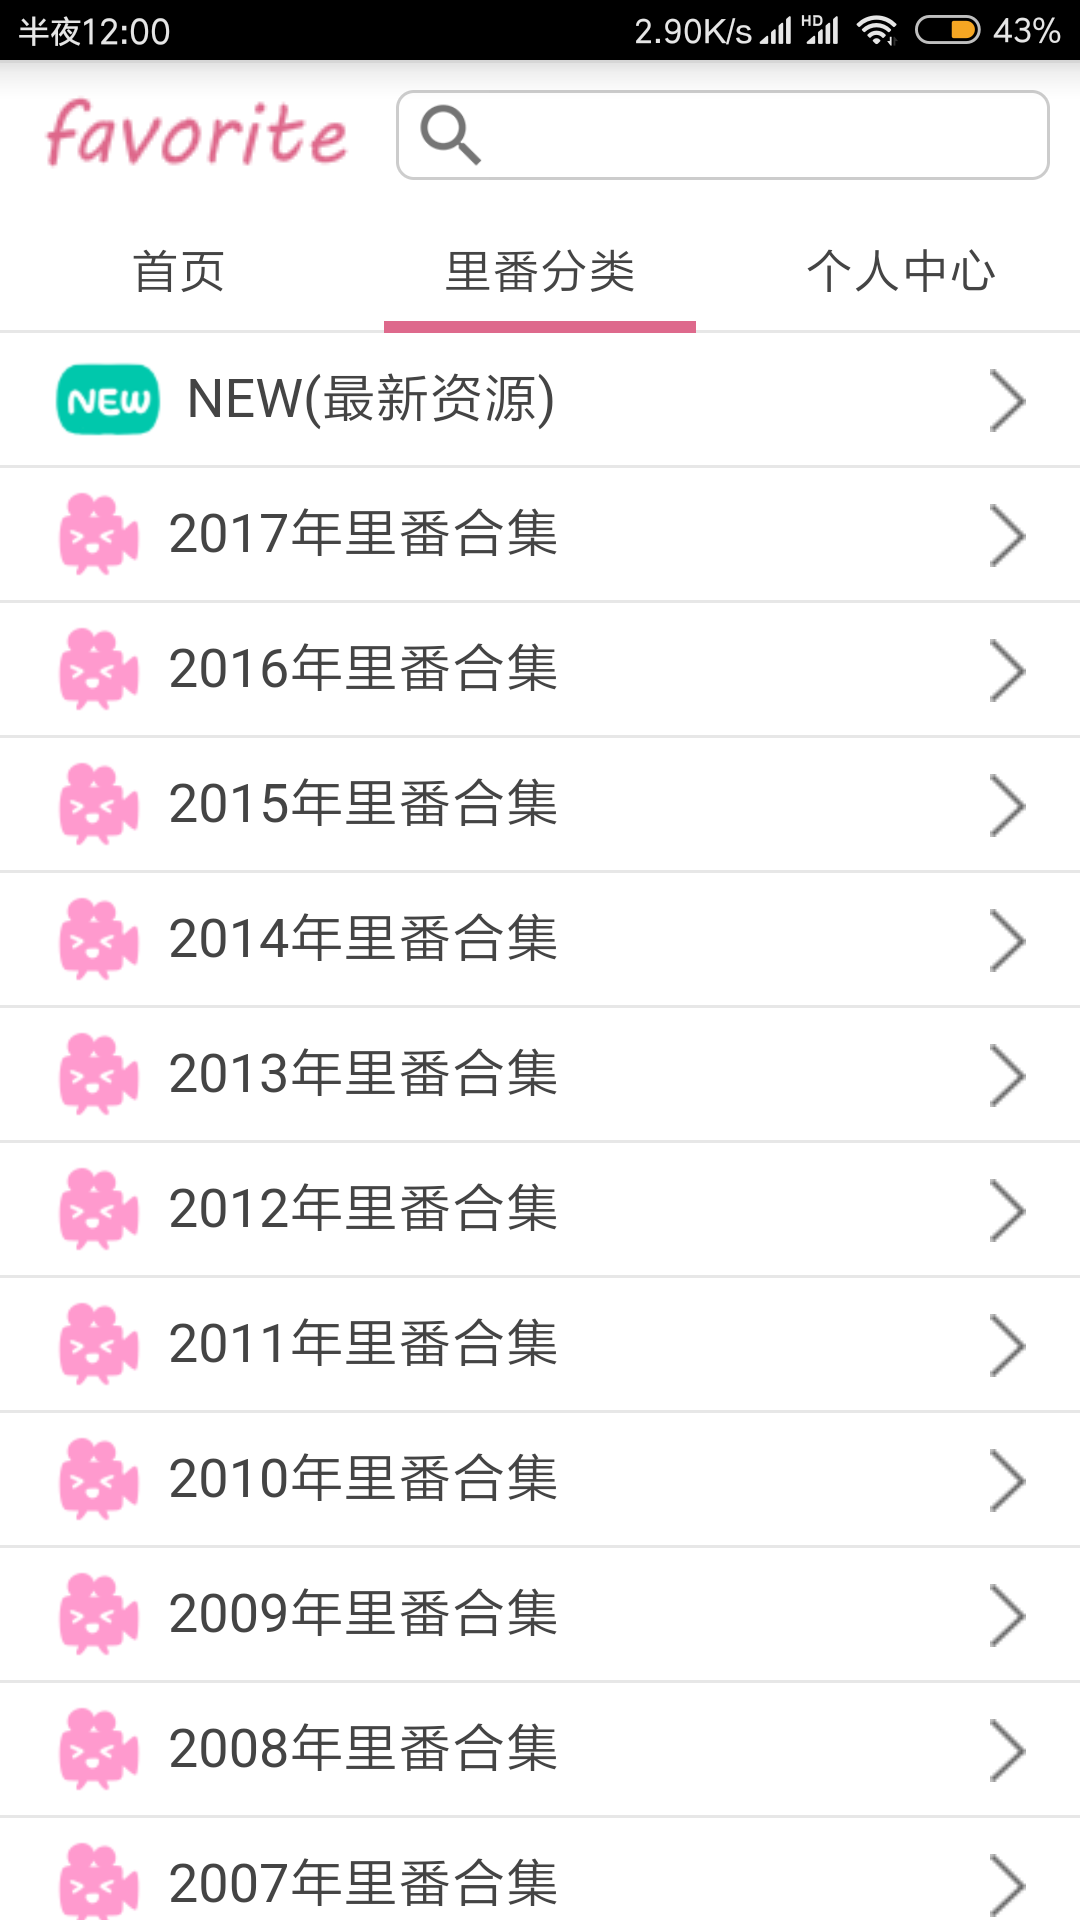 半夜12:00 2.90K/s HD 43%
favorite
首页 里番分类 个人中心
NEW NEW(最新资源)
2017年里番合集
2016年里番合集
2015年里番合集
2014年里番合集
2013年里番合集
2012年里番合集
2011年里番合集
2010年里番合集
2009年里番合集
2008年里番合集
2007年里番合集